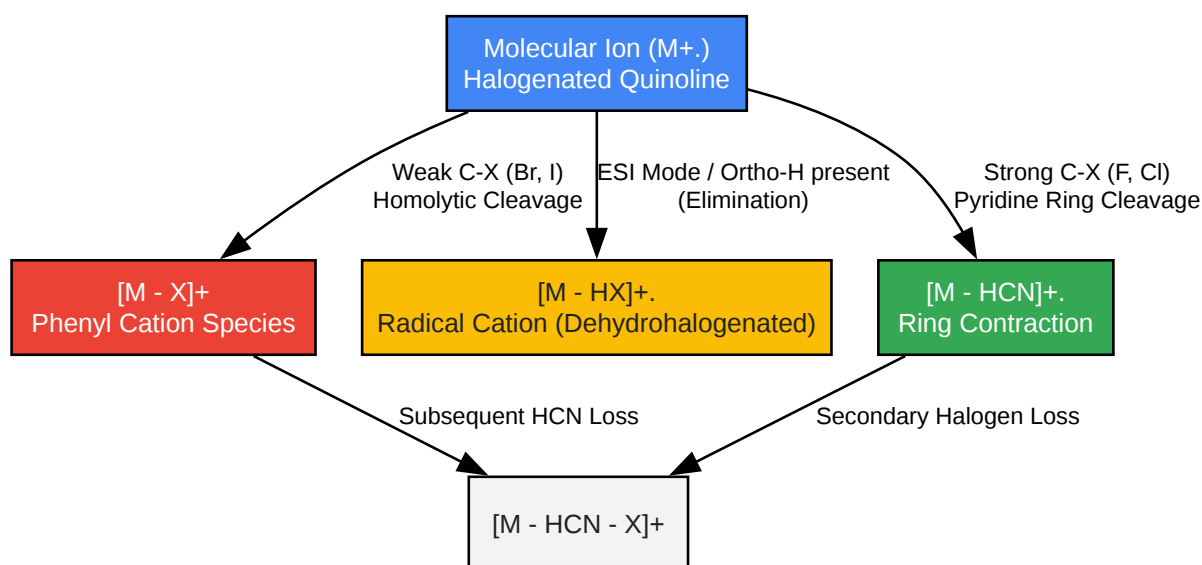 Molecular Ion (M+.)
Halogenated Quinoline
Weak C-X (Br, I)
Homolytic Cleavage
ESI Mode / Ortho-H present
(Elimination)
Strong C-X (F, Cl)
Pyridine Ring Cleavage
[M - X]+
Phenyl Cation Species
[M - HX]+.
Radical Cation (Dehydrohalogenated)
[M - HCN]+.
Ring Contraction
Subsequent HCN Loss
Secondary Halogen Loss
[M - HCN - X]+